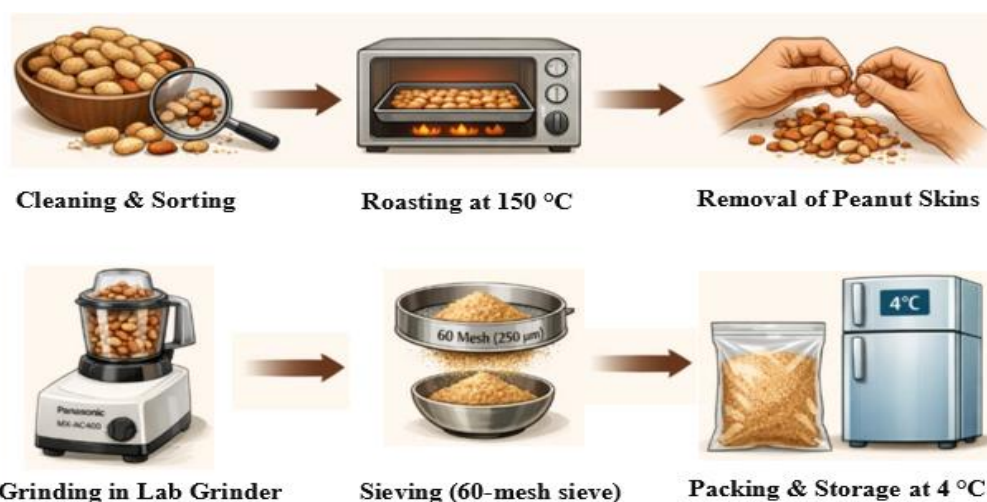 Cleaning & Sorting
Roasting at 150 °C
Removal of Peanut Skins
Panasonic
MX-AC400
60 Mesh (250 µm)
4°C
Grinding in Lab Grinder
Sieving (60-mesh sieve)
Packing & Storage at 4 °C